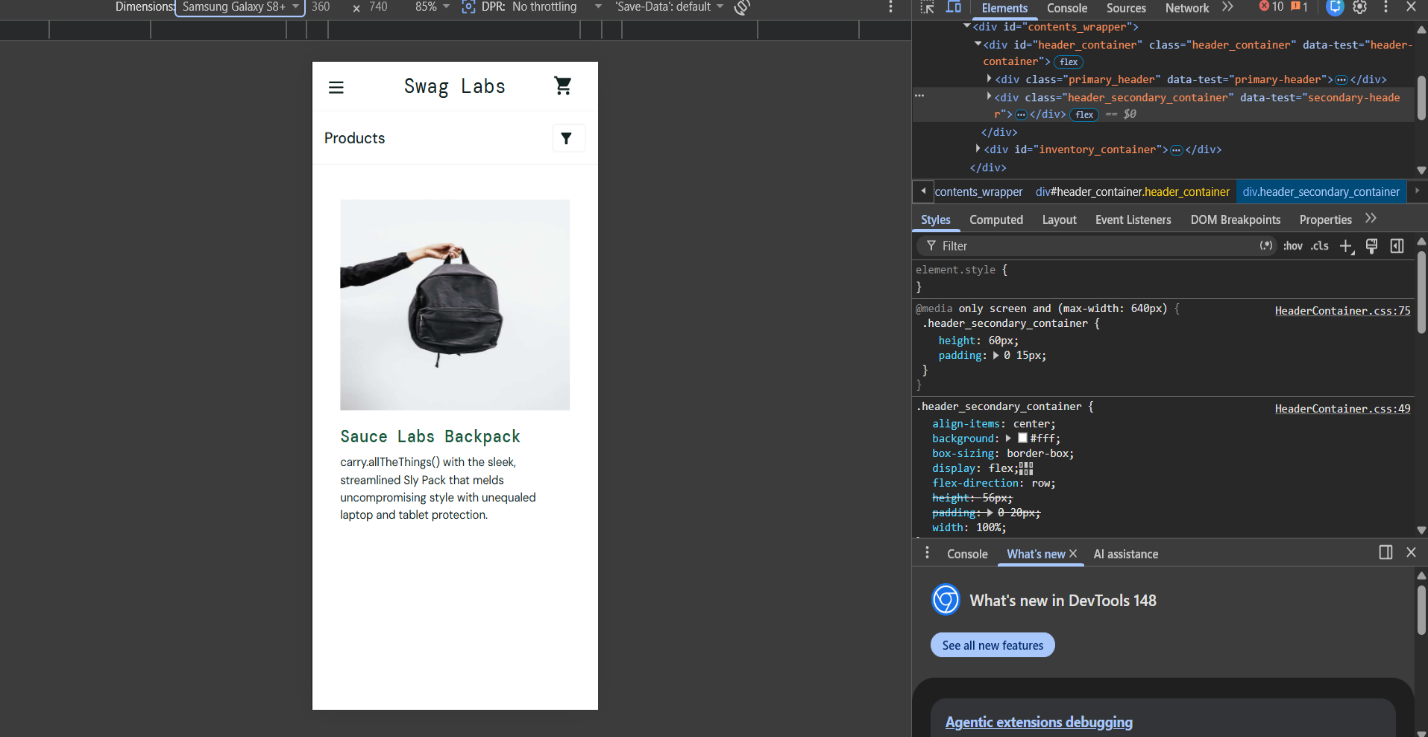 Dimensions: Samsung Galaxy S8+ 360 x 740 85% DPR: No throttling 'Save-Data': default
Swag Labs
Products
Sauce Labs Backpack
carry.allTheThings() with the sleek,
streamlined Sly Pack that melds
uncompromising style with unequaled
laptop and tablet protection.
Elements Console Sources Network 10 1
<div id="contents_wrapper">
<div id="header_container" class="header_container" data-test="header-
container"> flex
<div class="primary_header" data-test="primary-header"> … </div>
… <div class="header_secondary_container" data-test="secondary-heade
r"> … </div> flex == $0
</div>
<div id="inventory_container"> … </div>
</div>
contents_wrapper div#header_container.header_container div.header_secondary_container
Styles Computed Layout Event Listeners DOM Breakpoints Properties
Filter (.*) :hov .cls
element.style {
}
@media only screen and (max-width: 640px) { HeaderContainer.css:75
.header_secondary_container {
height: 60px;
padding: 0 15px;
}
}
.header_secondary_container { HeaderContainer.css:49
align-items: center;
background: #fff;
box-sizing: border-box;
display: flex;
flex-direction: row;
height: 56px;
padding: 0 20px;
width: 100%;
Console What's new AI assistance
What's new in DevTools 148
See all new features
Agentic extensions debugging